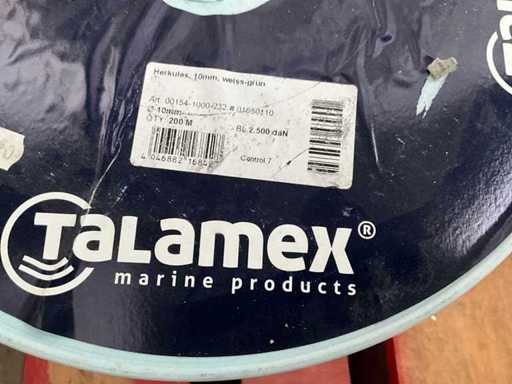 Herkules, 10mm, weiss-grün
Art. 00154-1000-232 #
Ø 10mm
QTY: 200 M
BL 2.500 daN
Control 7
TaLameX®
marine products